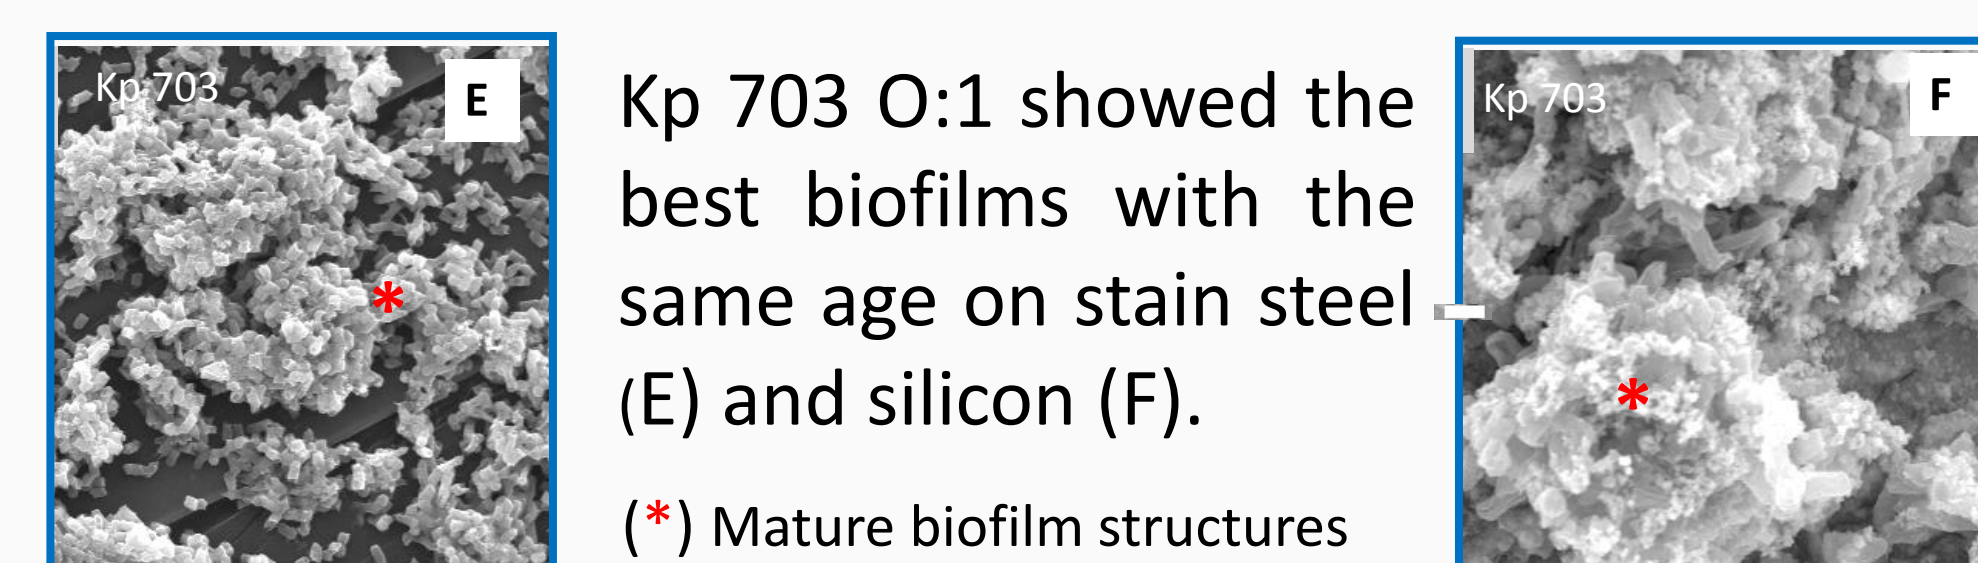 Kp 703
E
Kp 703 O:1 showed the
best biofilms with the
same age on stain steel
(E) and silicon (F).
(*) Mature biofilm structures
Kp 703
F
*
*